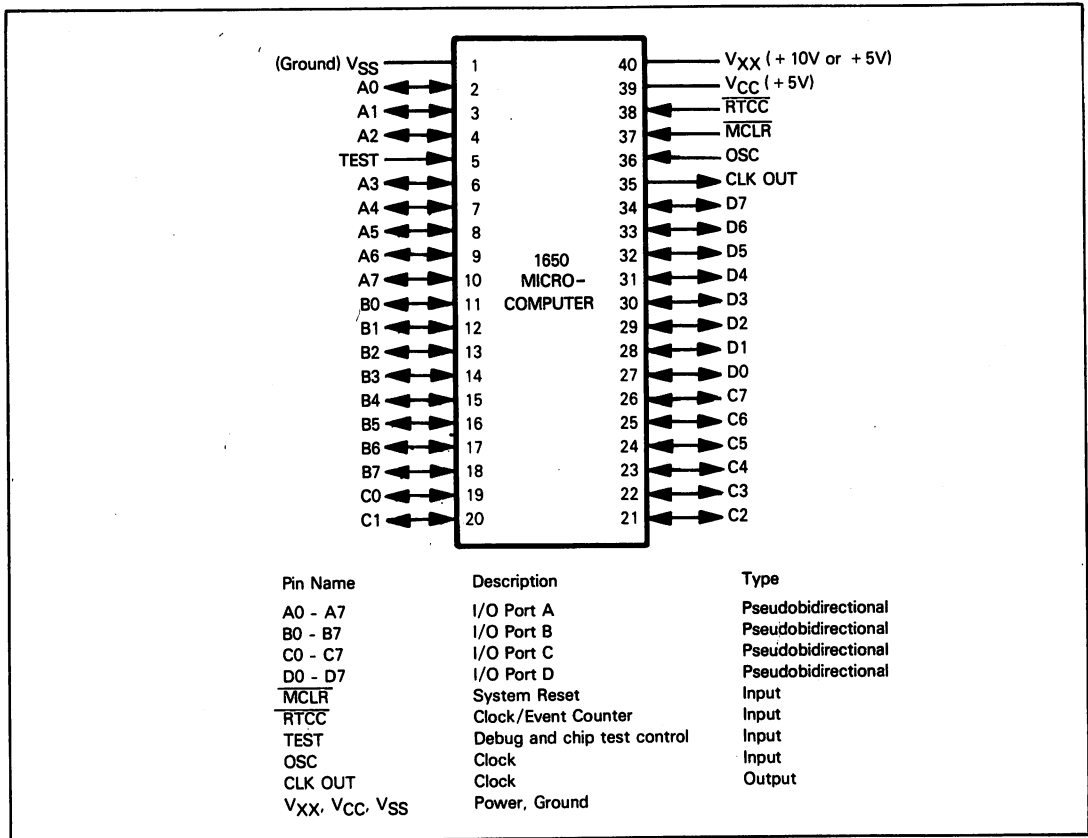 (Ground) VSS 1 40 VXX (+ 10V or + 5V)
A0 2 39 VCC (+5V)
A1 3 38 RTCC
A2 4 37 MCLR
TEST 5 36 OSC
A3 6 35 CLK OUT
A4 7 34 D7
A5 8 33 D6
A6 9 1650 32 D5
A7 10 MICRO- 31 D4
B0 11 COMPUTER 30 D3
B1 12 29 D2
B2 13 28 D1
B3 14 27 D0
B4 15 26 C7
B5 16 25 C6
B6 17 24 C5
B7 18 23 C4
C0 19 22 C3
C1 20 21 C2
Pin Name Description Type
A0 - A7 I/O Port A Pseudobidirectional
B0 - B7 I/O Port B Pseudobidirectional
C0 - C7 I/O Port C Pseudobidirectional
D0 - D7 I/O Port D Pseudobidirectional
MCLR System Reset Input
RTCC Clock/Event Counter Input
TEST Debug and chip test control Input
OSC Clock Input
CLK OUT Clock Output
VXX, VCC, VSS Power, Ground